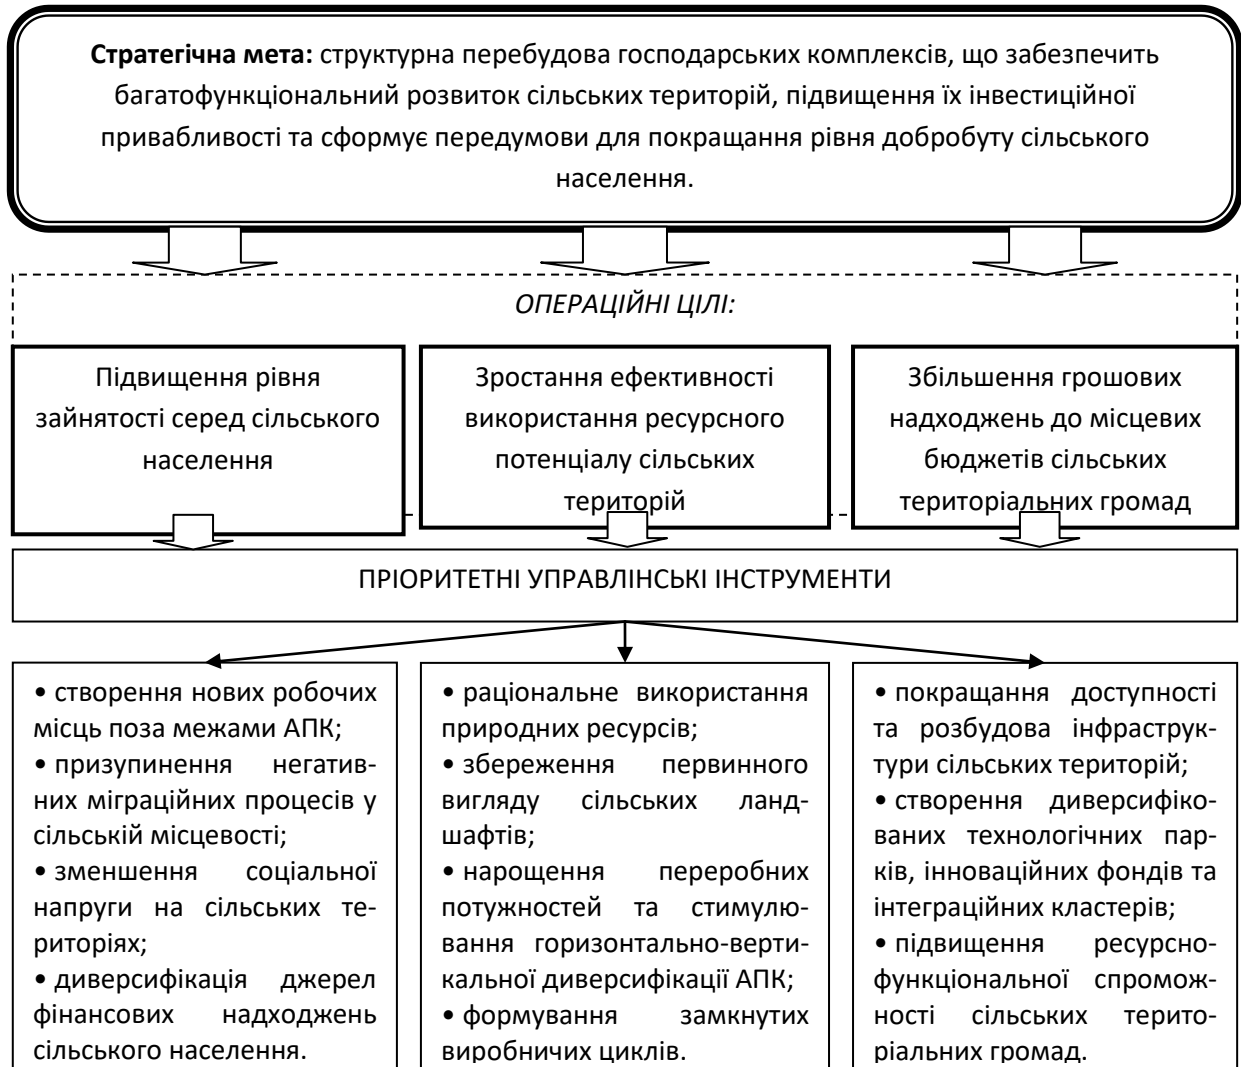 Стратегічна мета: структурна перебудова господарських комплексів, що забезпечить
багатофункціональний розвиток сільських територій, підвищення їх інвестиційної
привабливості та сформує передумови для покращання рівня добробуту сільського
населення.
ОПЕРАЦІЙНІ ЦІЛІ:
Підвищення рівня
зайнятості серед сільського
населення
Зростання ефективності
використання ресурсного
потенціалу сільських
територій
Збільшення грошових
надходжень до місцевих
бюджетів сільських
територіальних громад
ПРІОРИТЕТНІ УПРАВЛІНСЬКІ ІНСТРУМЕНТИ
• створення нових робочих
місць поза межами АПК;
• призупинення негатив-
них міграційних процесів у
сільській місцевості;
• зменшення соціальної
напруги на сільських те-
риторіях;
• диверсифікація джерел
фінансових надходжень
сільського населення.
• раціональне використання
природних ресурсів;
• збереження первинного
вигляду сільських ланд-
шафтів;
• нарощення переробних
потужностей та стимулю-
вання горизонтально-верти-
кальної диверсифікації АПК;
• формування замкнутих
виробничих циклів.
• покращання доступності
та розбудова інфраструк-
тури сільських територій;
• створення диверсифіко-
ваних технологічних пар-
ків, інноваційних фондів та
інтеграційних кластерів;
• підвищення ресурсно-
функціональної спромож-
ності сільських терито-
ріальних громад.